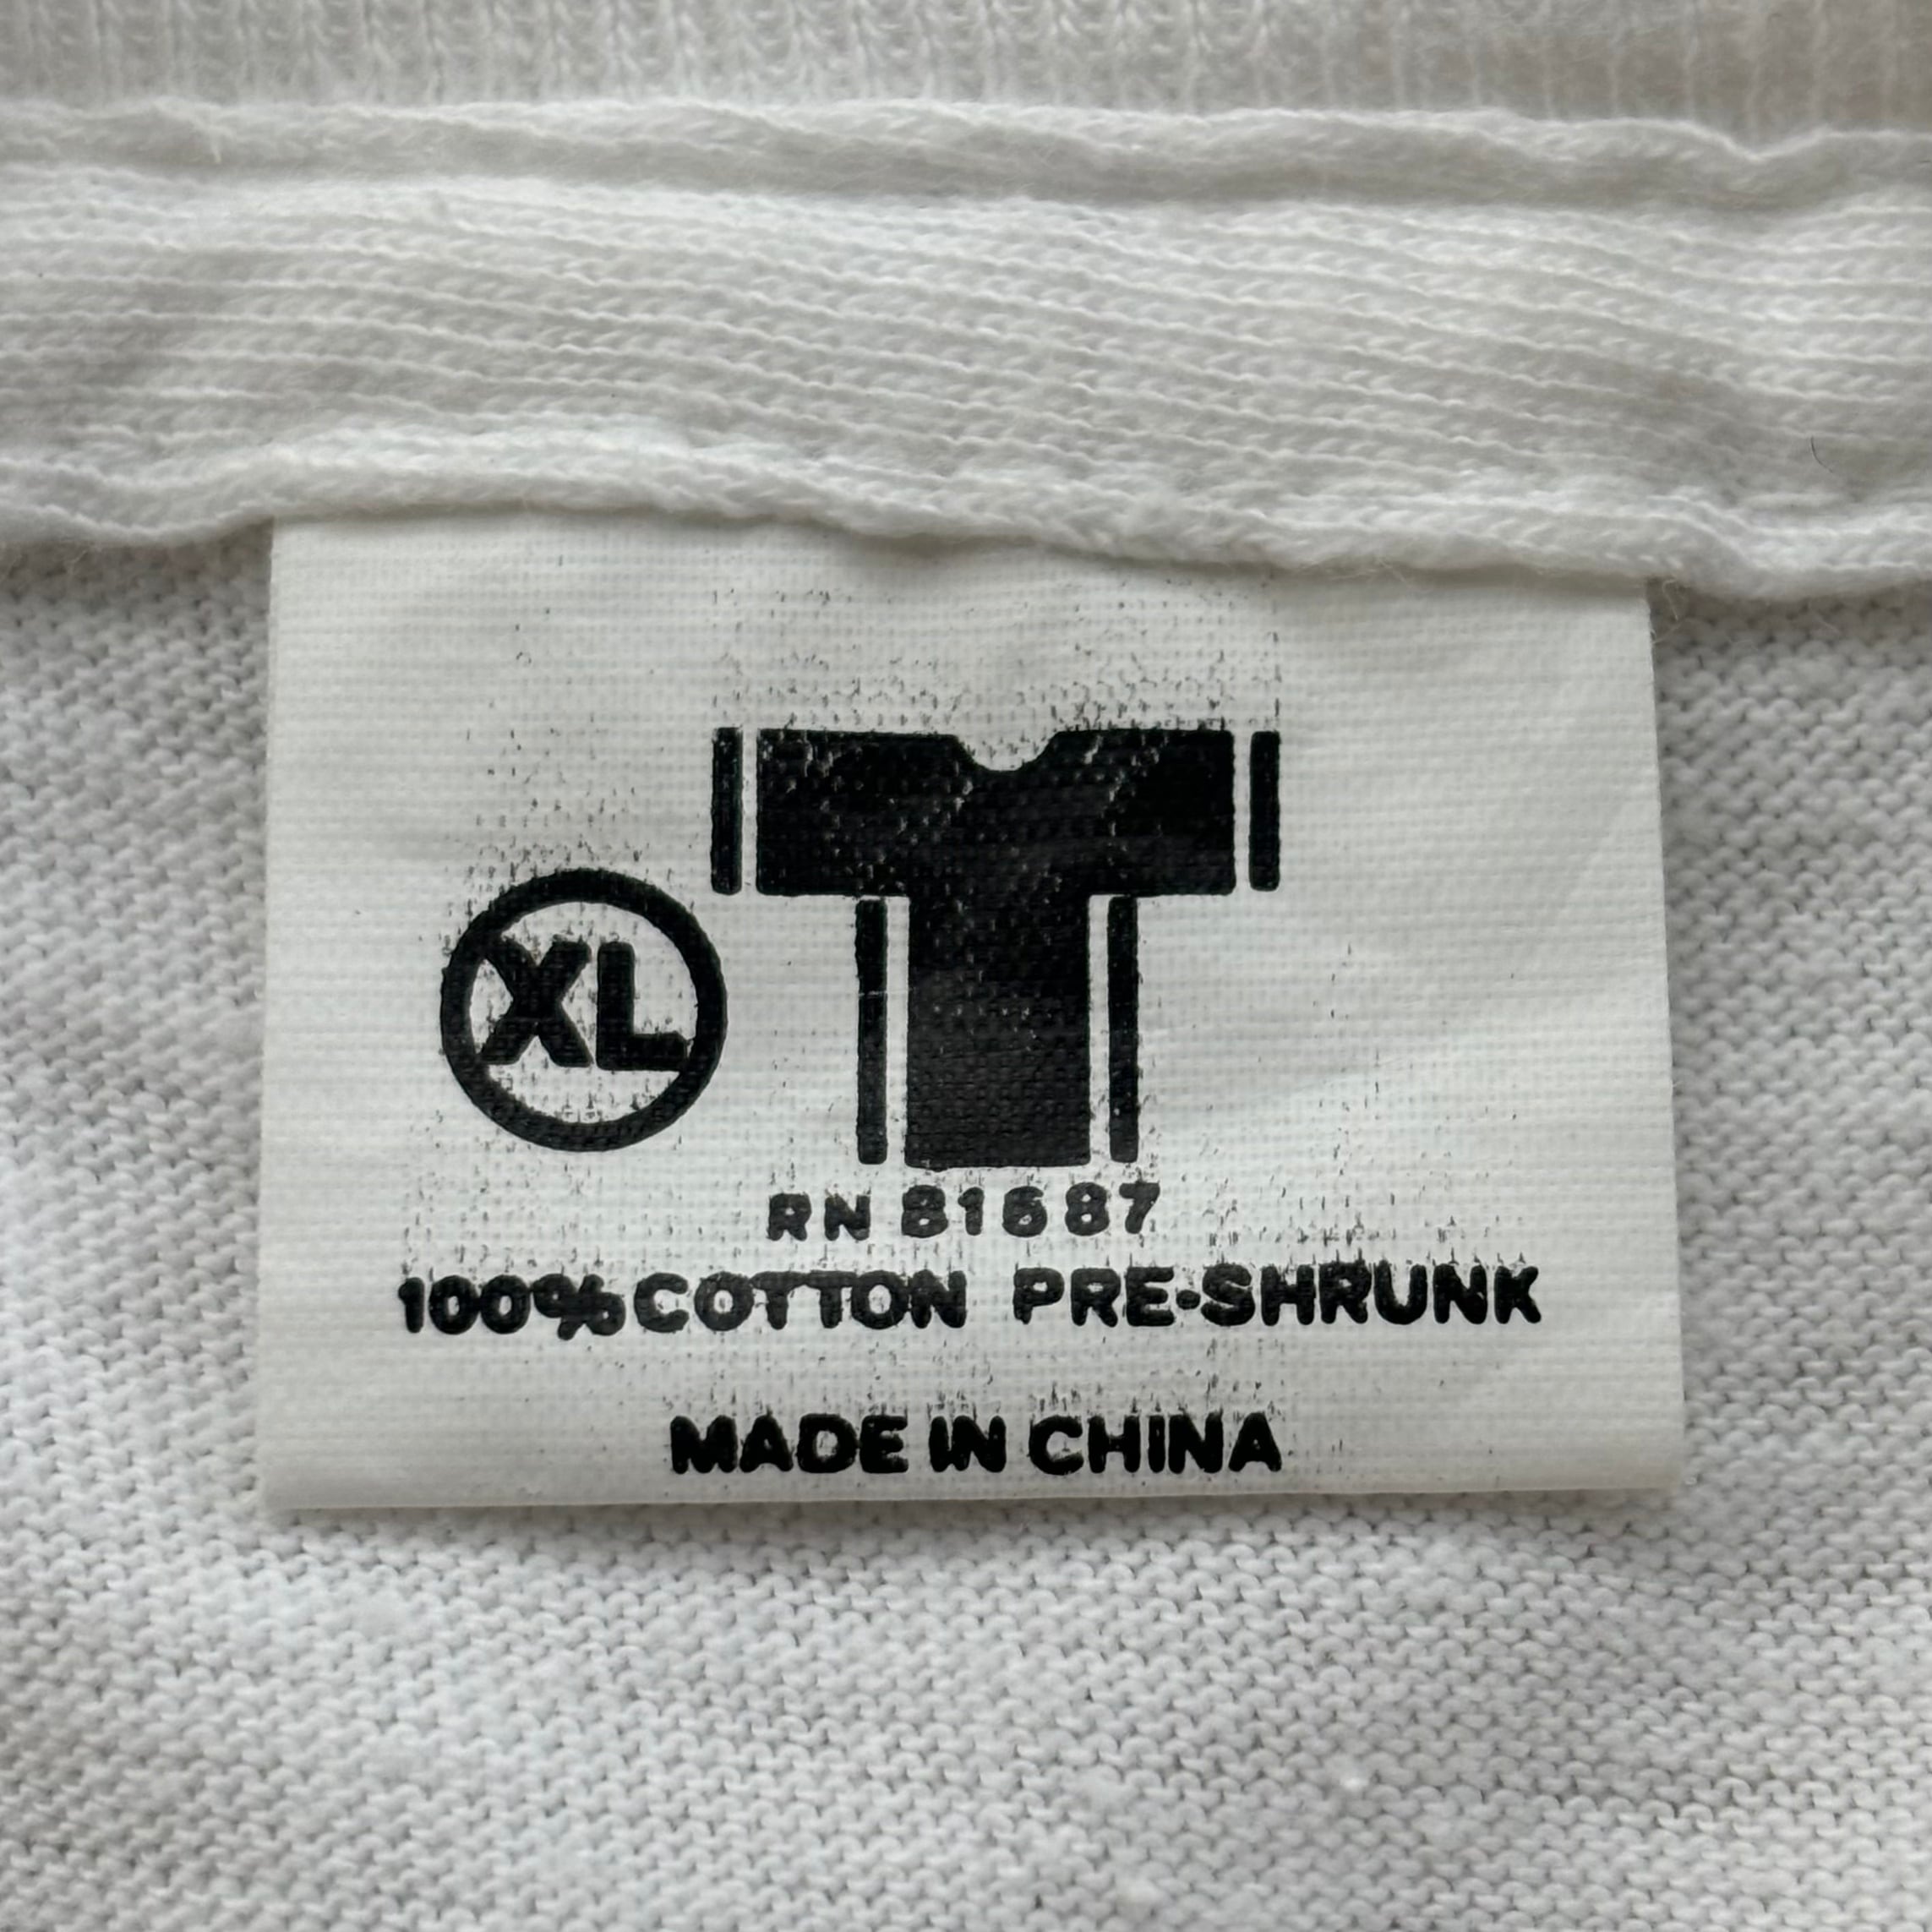 XL
RN 81687
100% COTTON PRE-SHRUNK
MADE IN CHINA